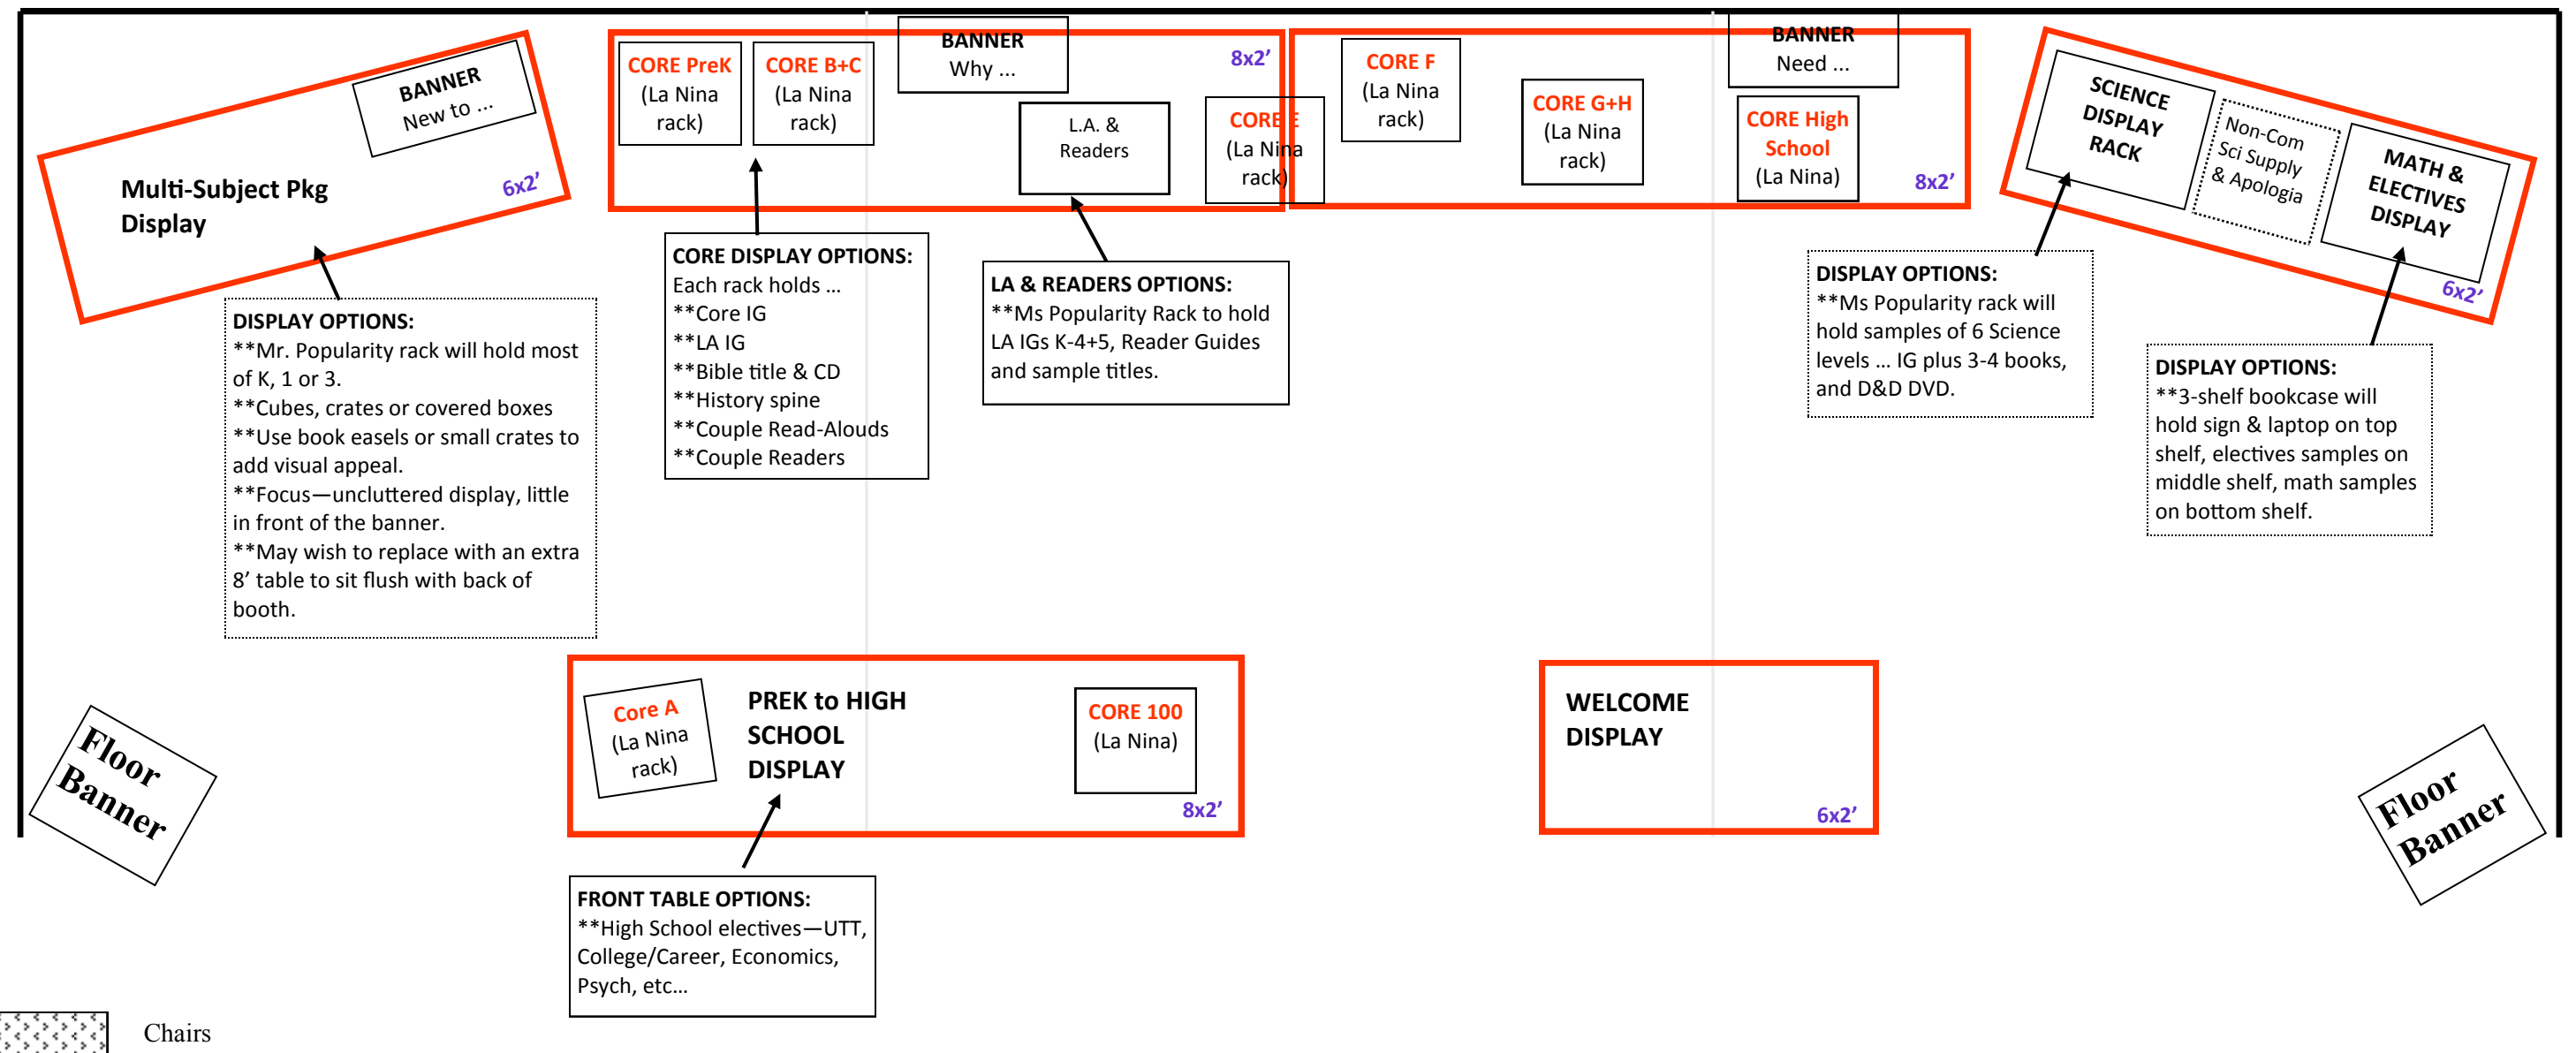 BANNER
New to ...
Multi-Subject Pkg
Display
6x2’
CORE PreK
(La Nina
rack)
CORE B+C
(La Nina
rack)
BANNER
Why ...
8x2’
L.A. &
Readers
CORE E
(La Nina
rack)
CORE F
(La Nina
rack)
CORE G+H
(La Nina
rack)
BANNER
Need ...
CORE High
School
(La Nina)
8x2’
SCIENCE
DISPLAY
RACK
Non-Com
Sci Supply
& Apologia
MATH &
ELECTIVES
DISPLAY
6x2’
DISPLAY OPTIONS:
**Mr. Popularity rack will hold most
of K, 1 or 3.
**Cubes, crates or covered boxes
**Use book easels or small crates to
add visual appeal.
**Focus—uncluttered display, little
in front of the banner.
**May wish to replace with an extra
8’ table to sit flush with back of
booth.
CORE DISPLAY OPTIONS:
Each rack holds ...
**Core IG
**LA IG
**Bible title & CD
**History spine
**Couple Read-Alouds
**Couple Readers
LA & READERS OPTIONS:
**Ms Popularity Rack to hold
LA IGs K-4+5, Reader Guides
and sample titles.
DISPLAY OPTIONS:
**Ms Popularity rack will
hold samples of 6 Science
levels ... IG plus 3-4 books,
and D&D DVD.
DISPLAY OPTIONS:
**3-shelf bookcase will
hold sign & laptop on top
shelf, electives samples on
middle shelf, math samples
on bottom shelf.
Floor
Banner
Core A
(La Nina
rack)
PREK to HIGH
SCHOOL
DISPLAY
CORE 100
(La Nina)
8x2’
WELCOME
DISPLAY
6x2’
Floor
Banner
FRONT TABLE OPTIONS:
**High School electives—UTT,
College/Career, Economics,
Psych, etc...
Chairs